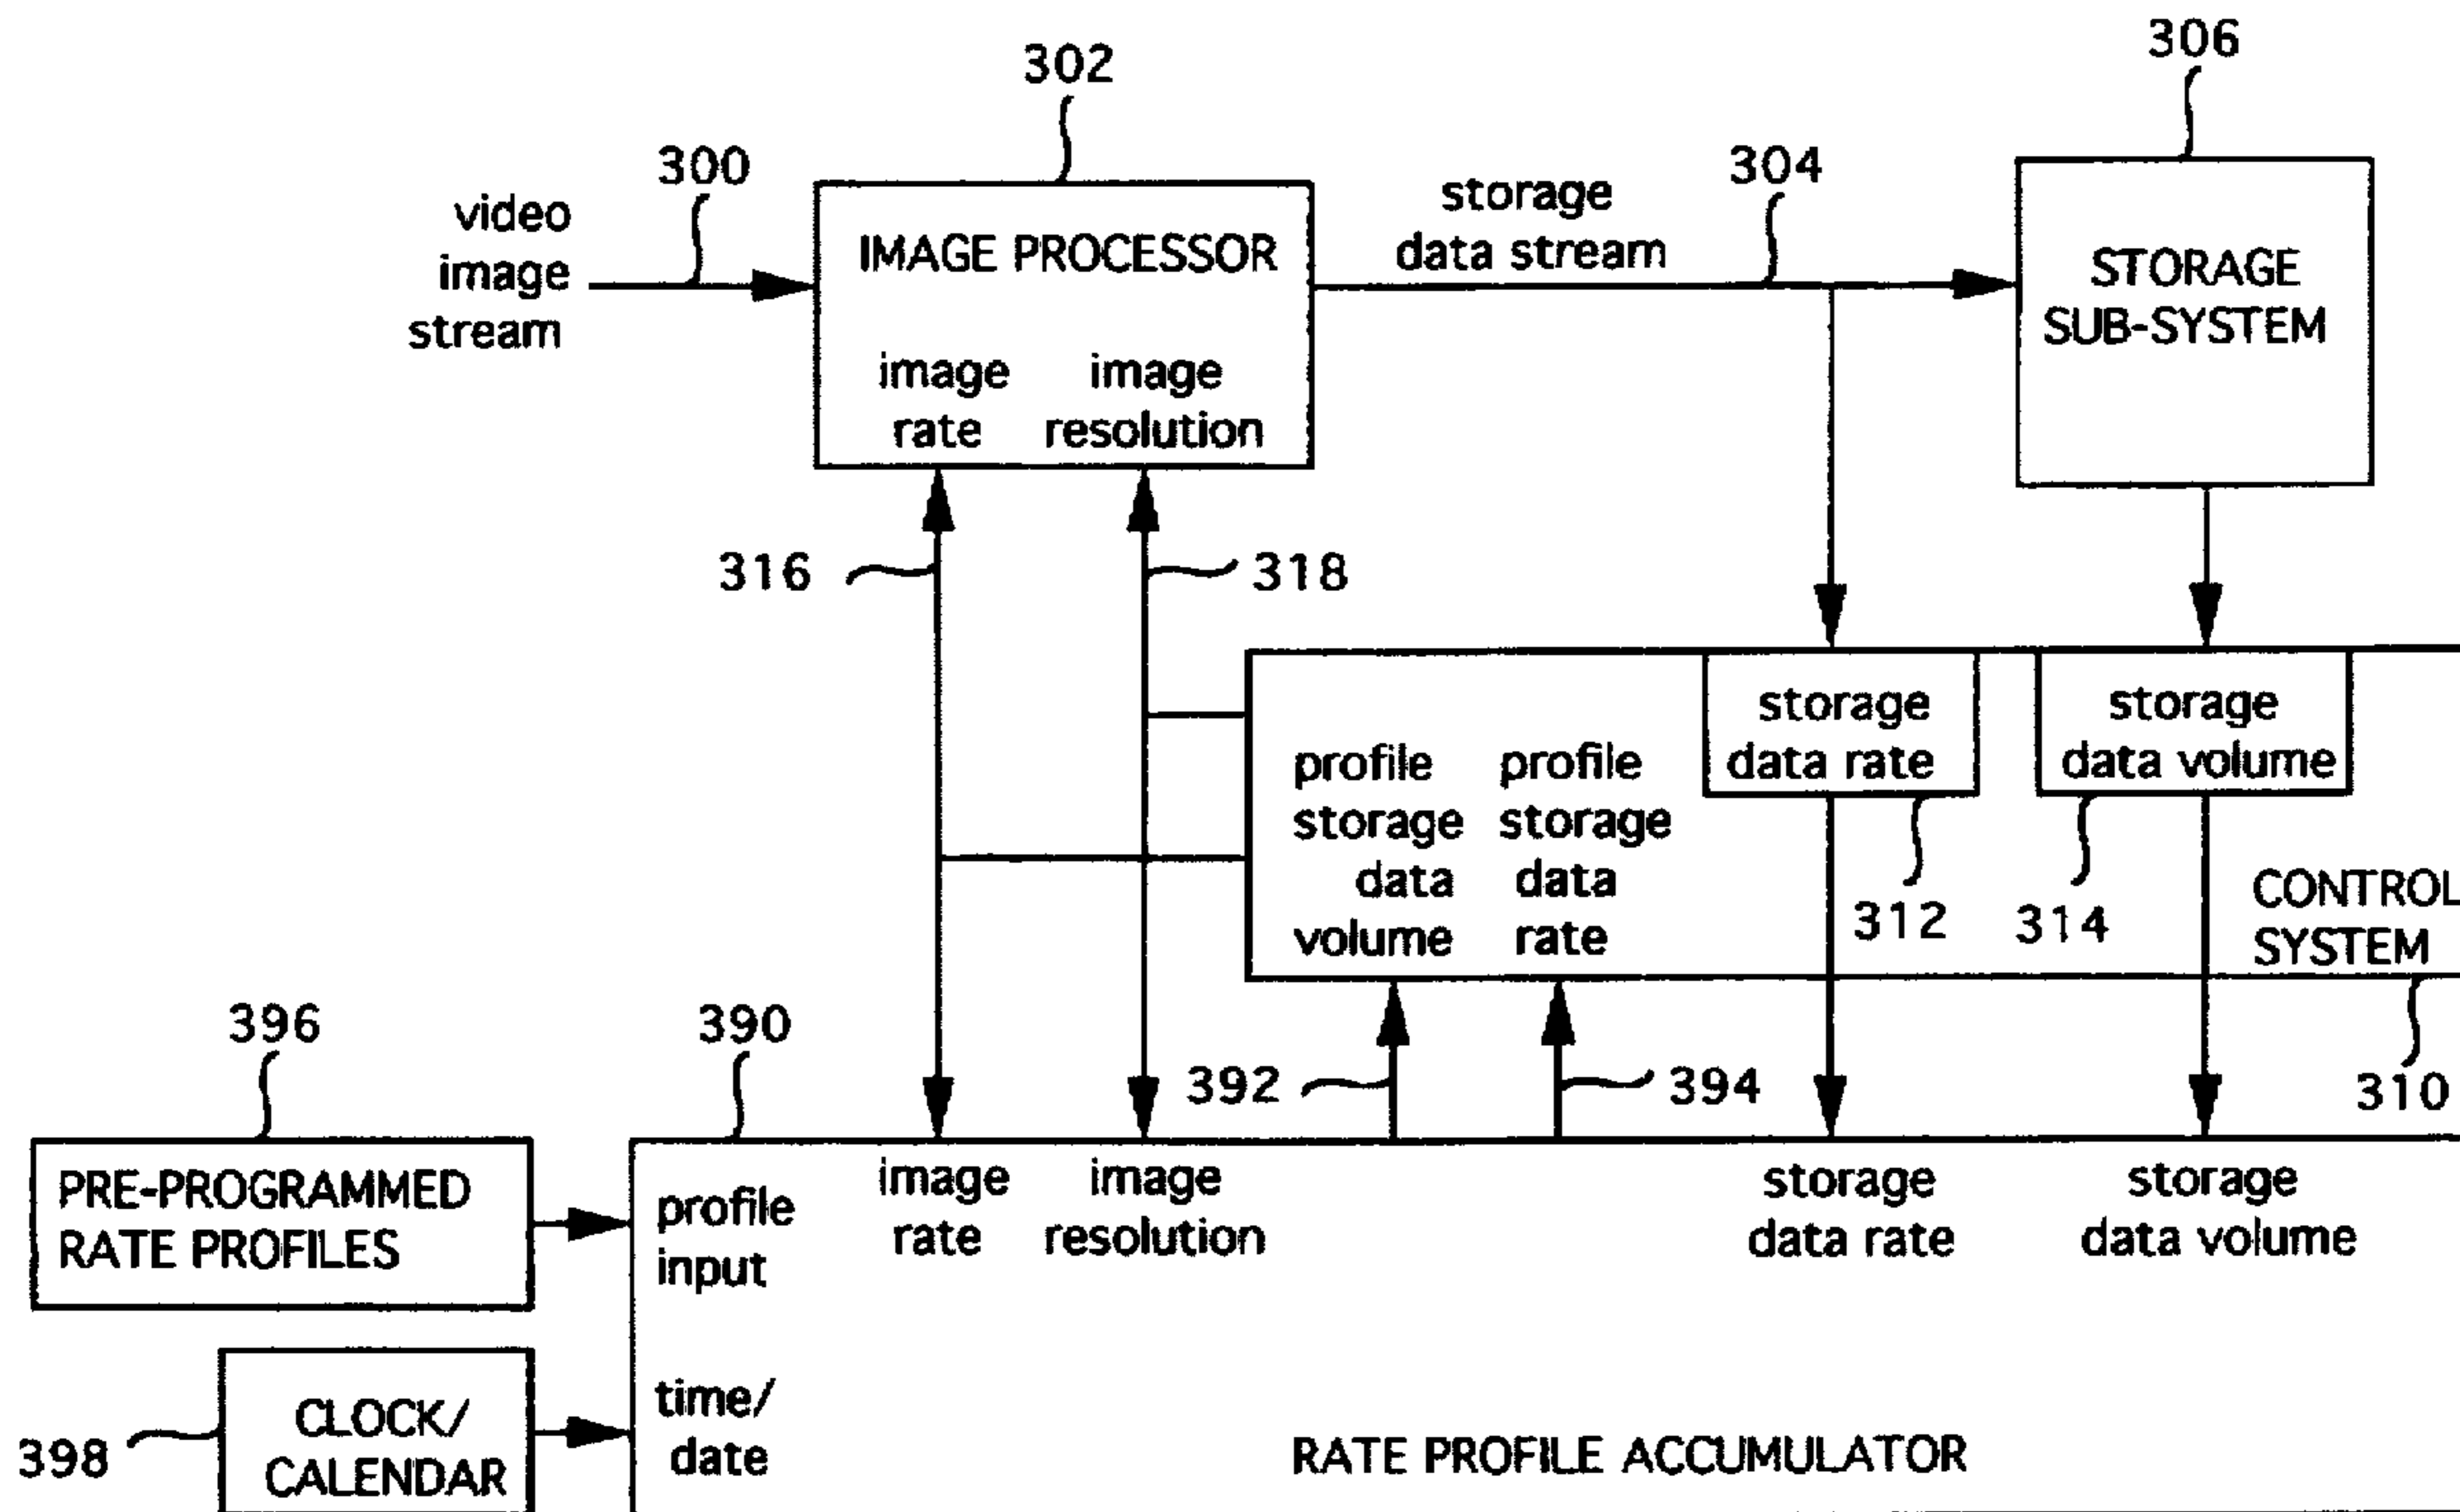 302
306
300
304
video
image
stream
IMAGE PROCESSOR
image
rate
image
resolution
storage
data stream
STORAGE
SUB-SYSTEM
316
318
profile
storage
data
volume
profile
storage
data
rate
storage
data rate
storage
data volume
312
314
CONTROL
SYSTEM
310
396
390
392
394
PRE-PROGRAMMED
RATE PROFILES
profile
input
image
rate
image
resolution
storage
data rate
storage
data volume
398
CLOCK/
CALENDAR
time/
date
RATE PROFILE ACCUMULATOR